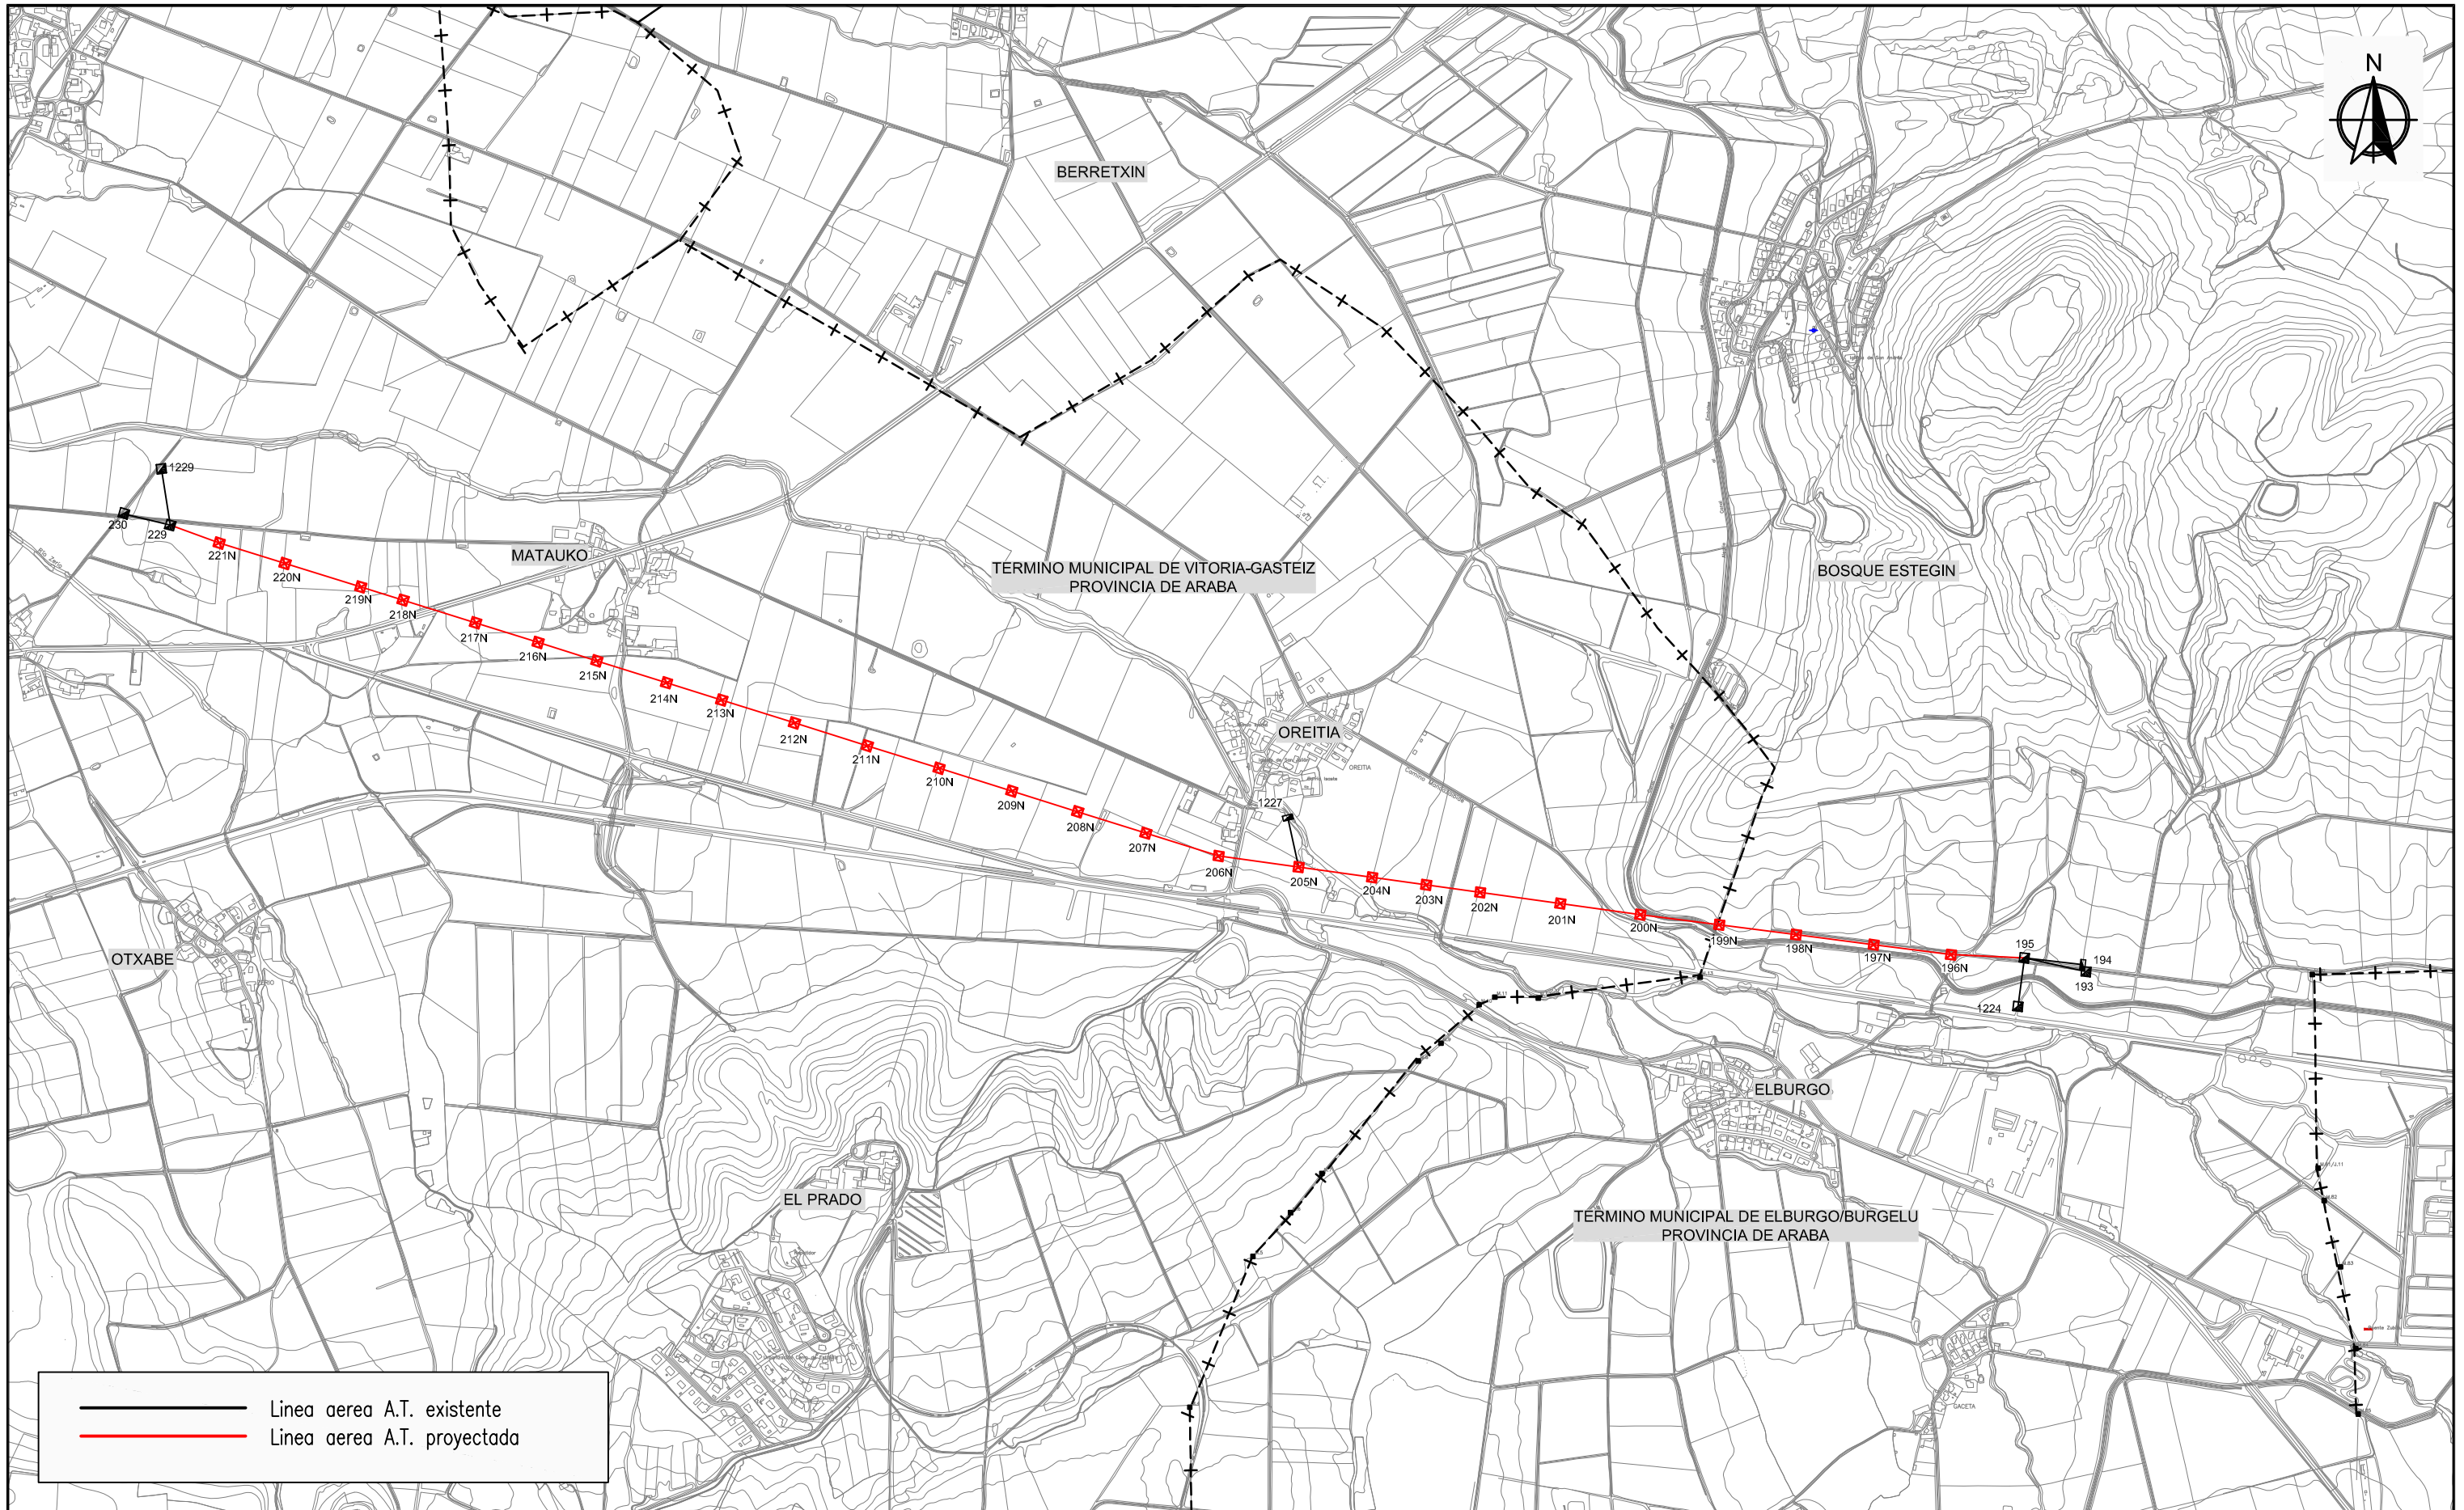 N
BERRETXIN
1229
230
229
221N
220N
219N
218N
217N
216N
215N
214N
213N
212N
211N
210N
209N
208N
207N
206N
205N
204N
203N
202N
201N
200N
199N
198N
197N
196N
195
194
193
1224
1227
MATAUKO
TERMINO MUNICIPAL DE VITORIA-GASTEIZ
PROVINCIA DE ARABA
BOSQUE ESTEGIN
OREITIA
OREITIA
OTXABE
ELBURGO
EL PRADO
TERMINO MUNICIPAL DE ELBURGO/BURGELU
PROVINCIA DE ARABA
GACETA
Linea aerea A.T. existente
Linea aerea A.T. proyectada